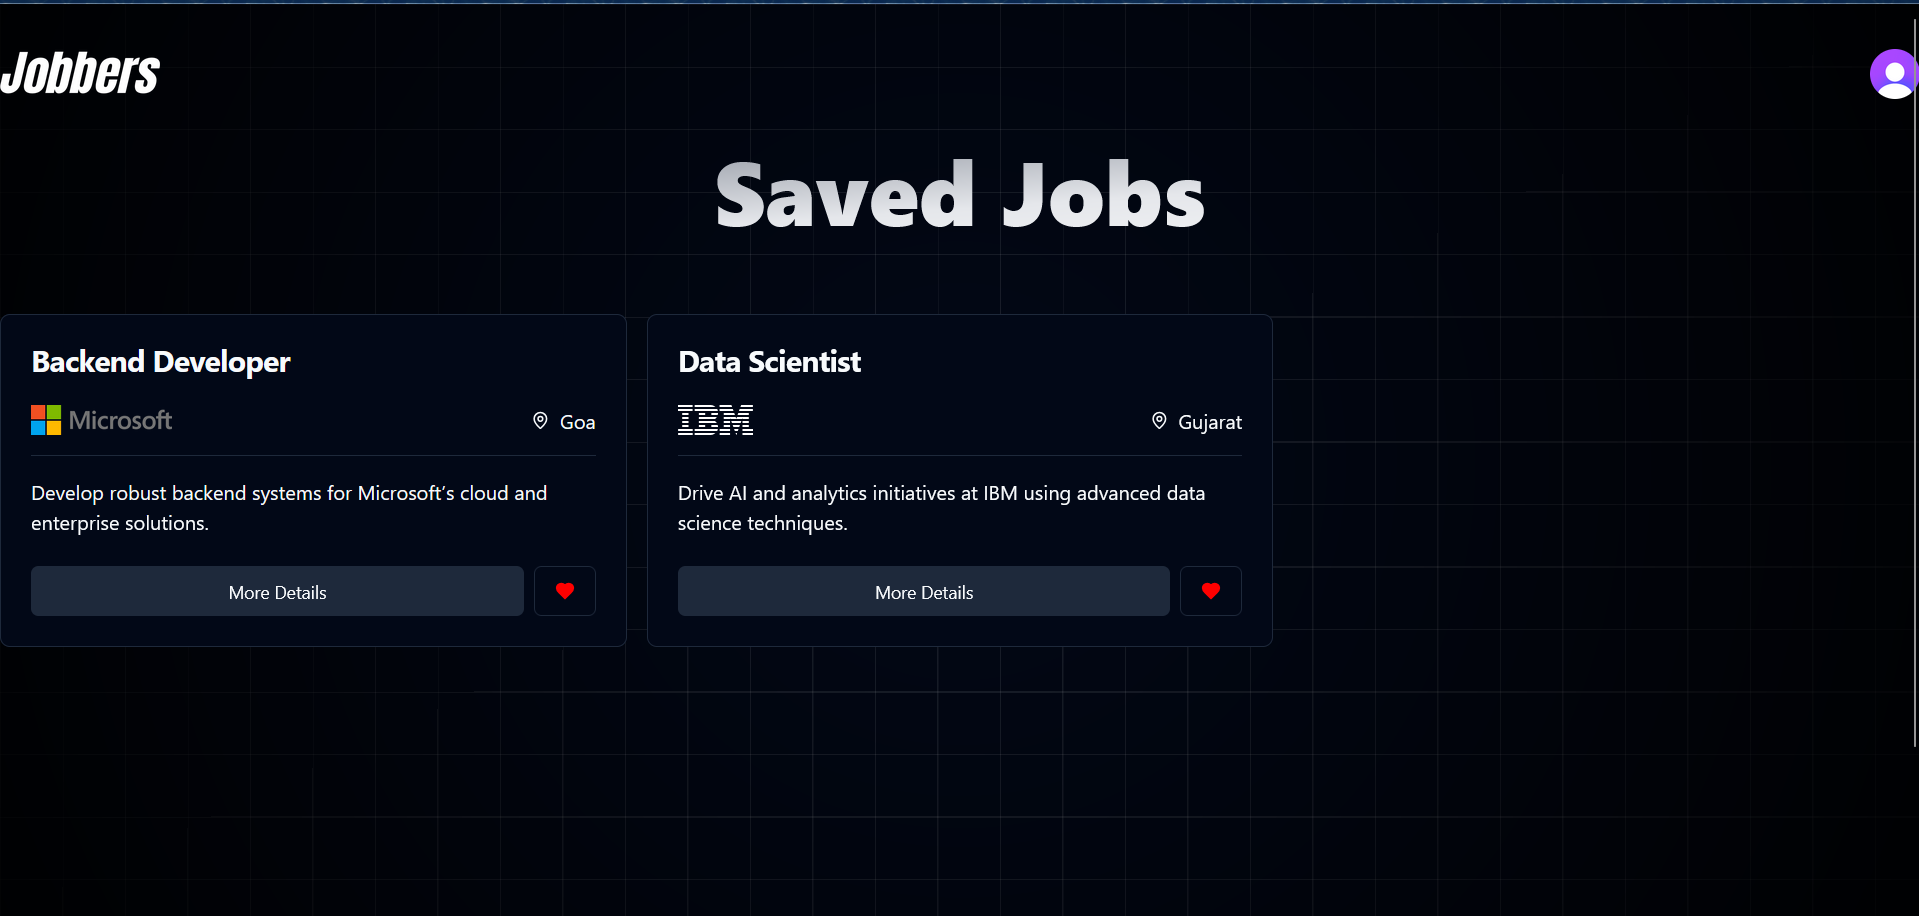 Jobbers
Saved Jobs
Backend Developer
Microsoft
Goa
Develop robust backend systems for Microsoft’s cloud and
enterprise solutions.
More Details
Data Scientist
IBM
Gujarat
Drive AI and analytics initiatives at IBM using advanced data
science techniques.
More Details